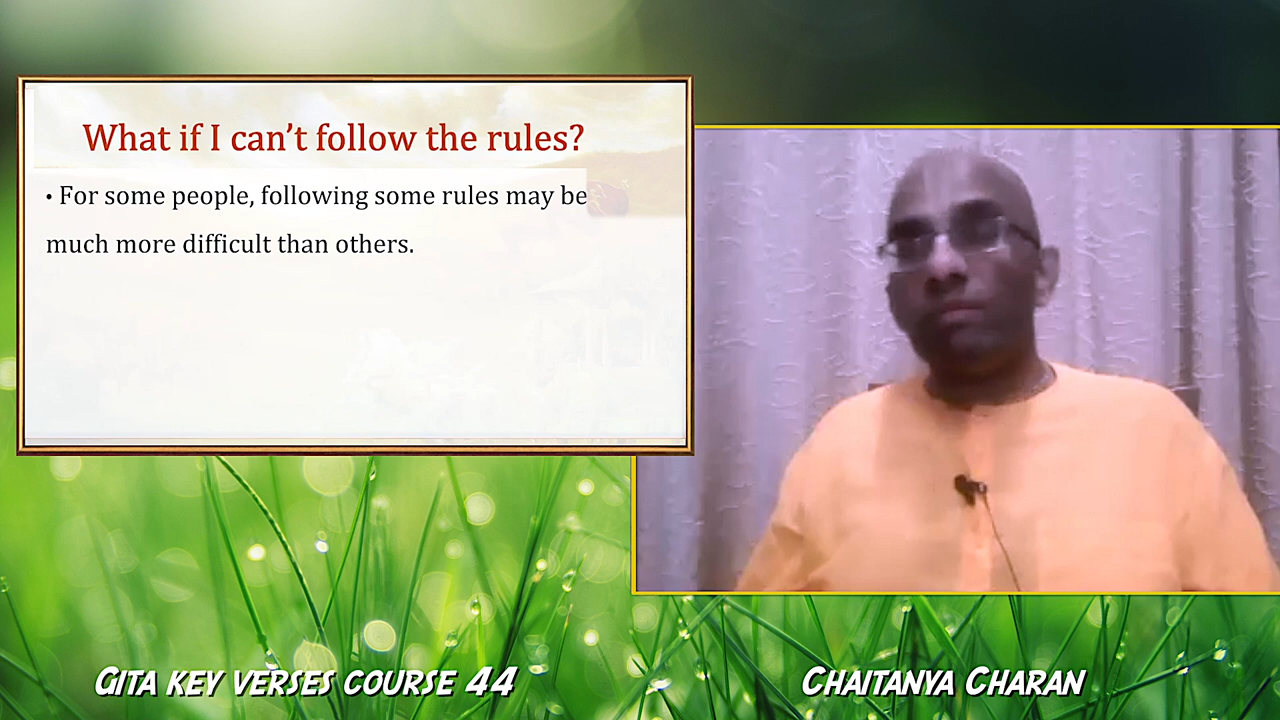 What if I can’t follow the rules?
• For some people, following some rules may be
much more difficult than others.
GITA KEY VERSES COURSE 44
CHAITANYA CHARAN